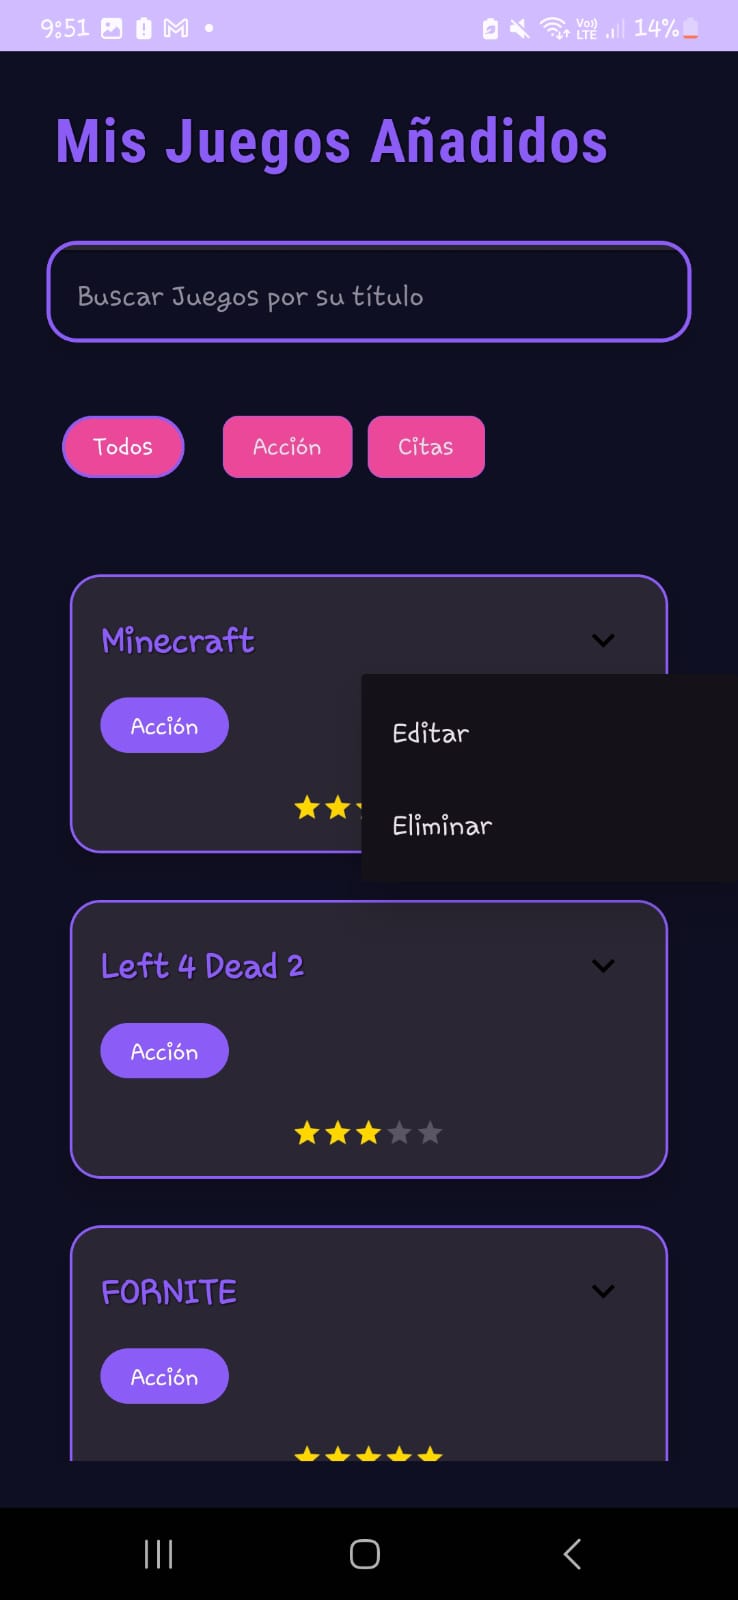 9:51 Vo)) LTE 14%
Mis Juegos Añadidos
Buscar Juegos por su título
Todos Acción Citas
Minecraft
Acción
Editar
Eliminar
Left 4 Dead 2
Acción
FORNITE
Acción